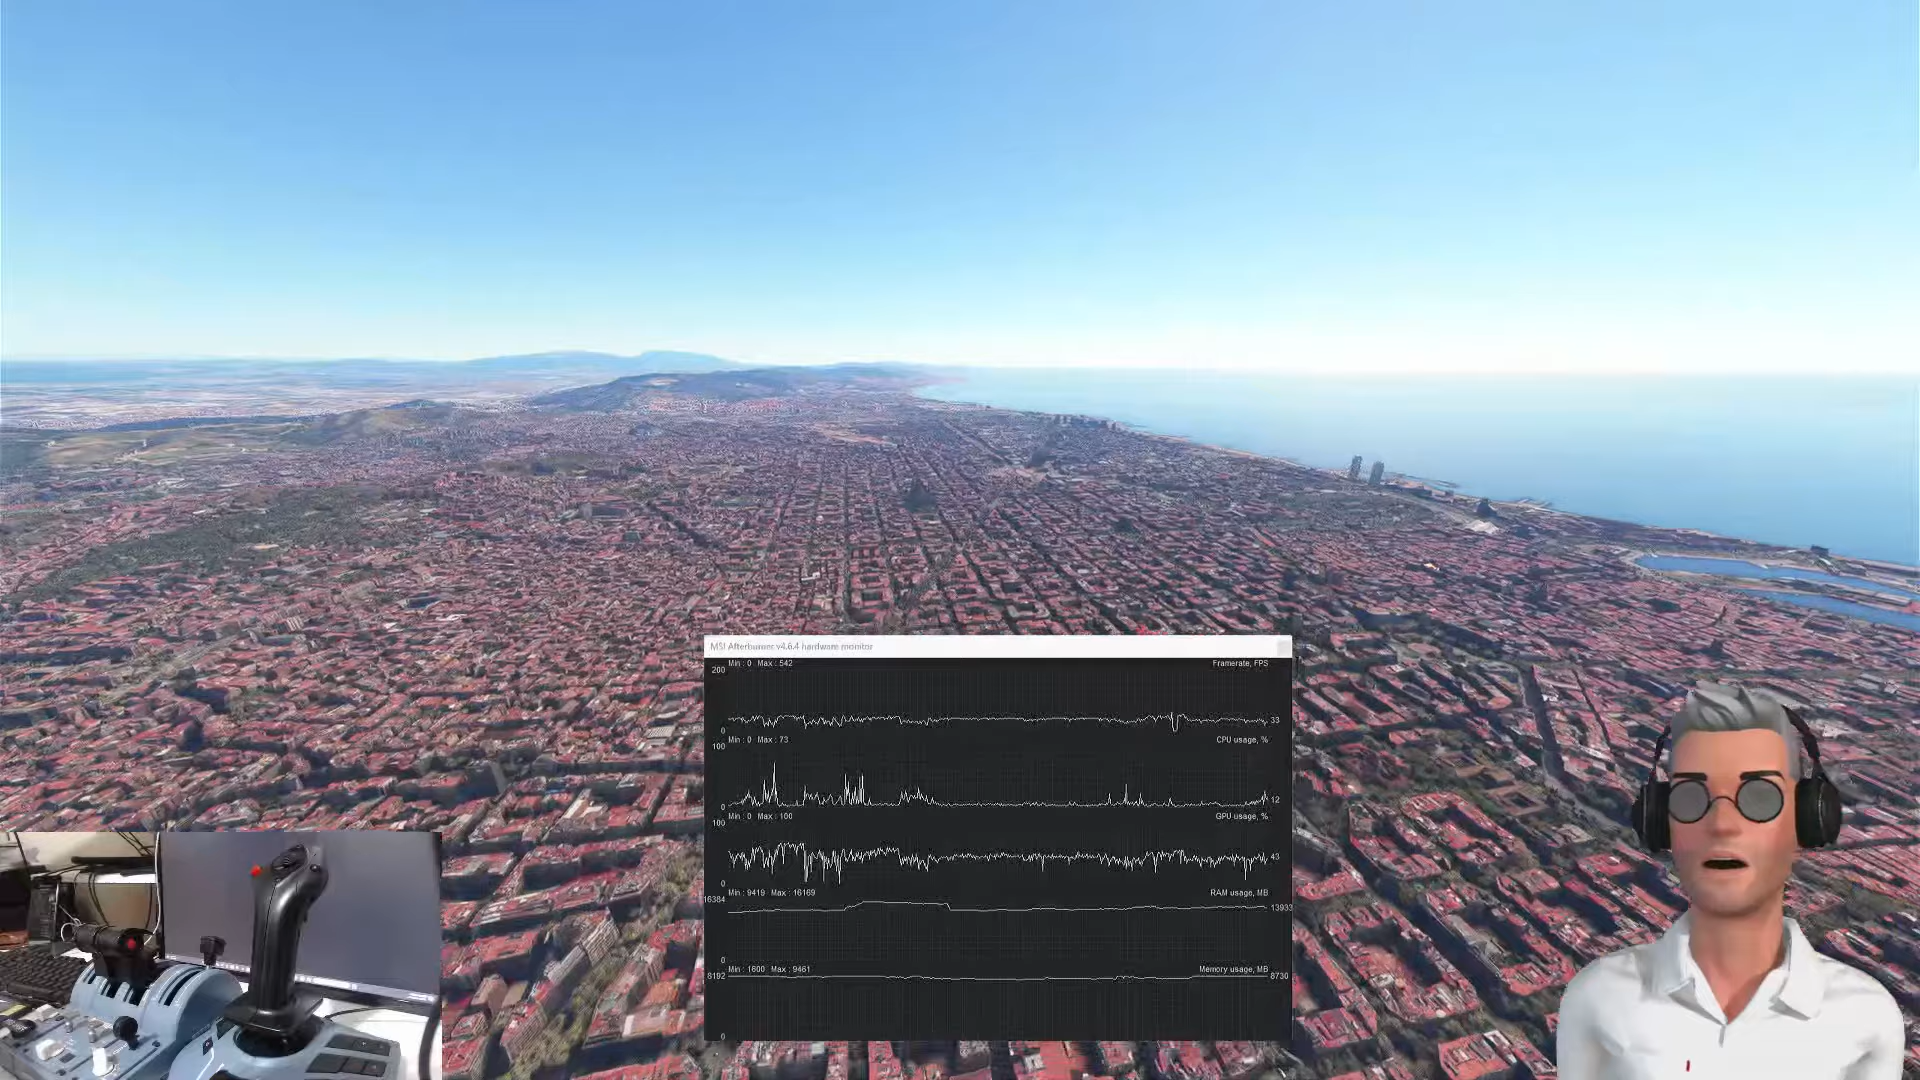 MSI Afterburner v4.6.4 hardware monitor
200 Min : 0 Max : 542 Framerate, FPS
33
0
100 Min : 0 Max : 73 CPU usage, %
12
0
100 Min : 0 Max : 100 GPU usage, %
43
0
16384 Min : 9419 Max : 16169 RAM usage, MB
13933
0
8192 Min : 1600 Max : 9461 Memory usage, MB
8730
0